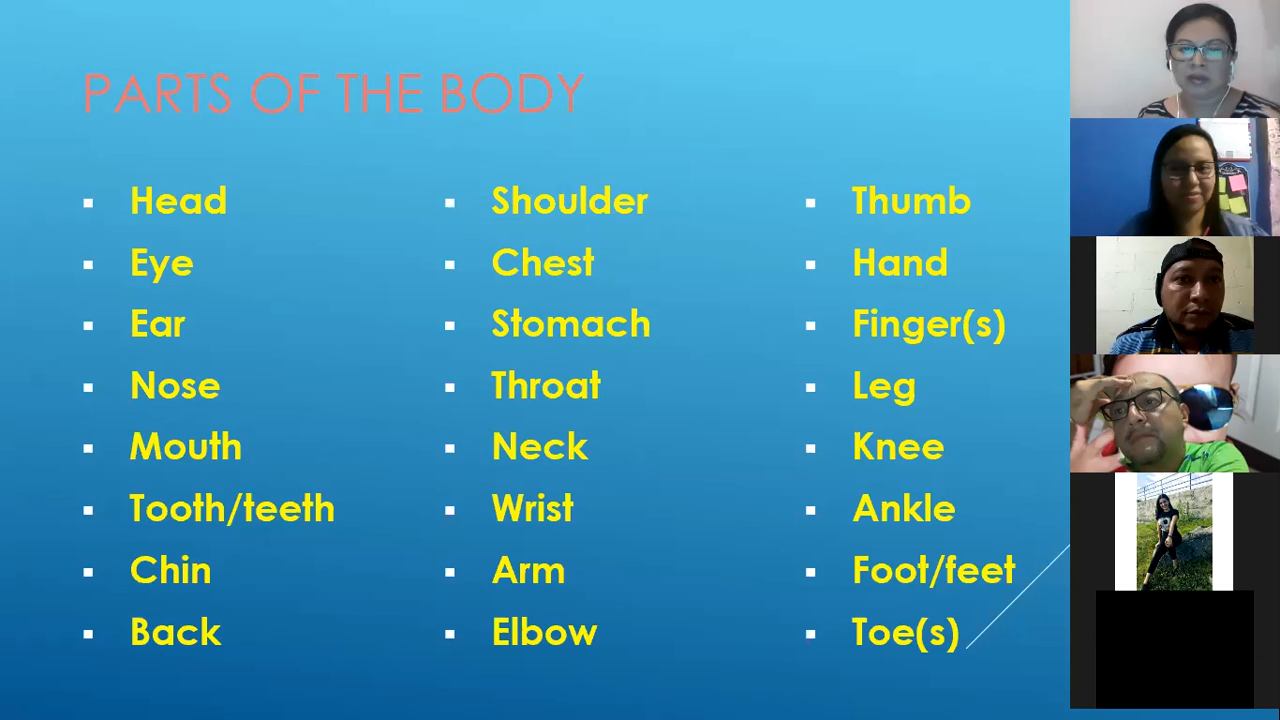 PARTS OF THE BODY
Head
Eye
Ear
Nose
Mouth
Tooth/teeth
Chin
Back
Shoulder
Chest
Stomach
Throat
Neck
Wrist
Arm
Elbow
Thumb
Hand
Finger(s)
Leg
Knee
Ankle
Foot/feet
Toe(s)